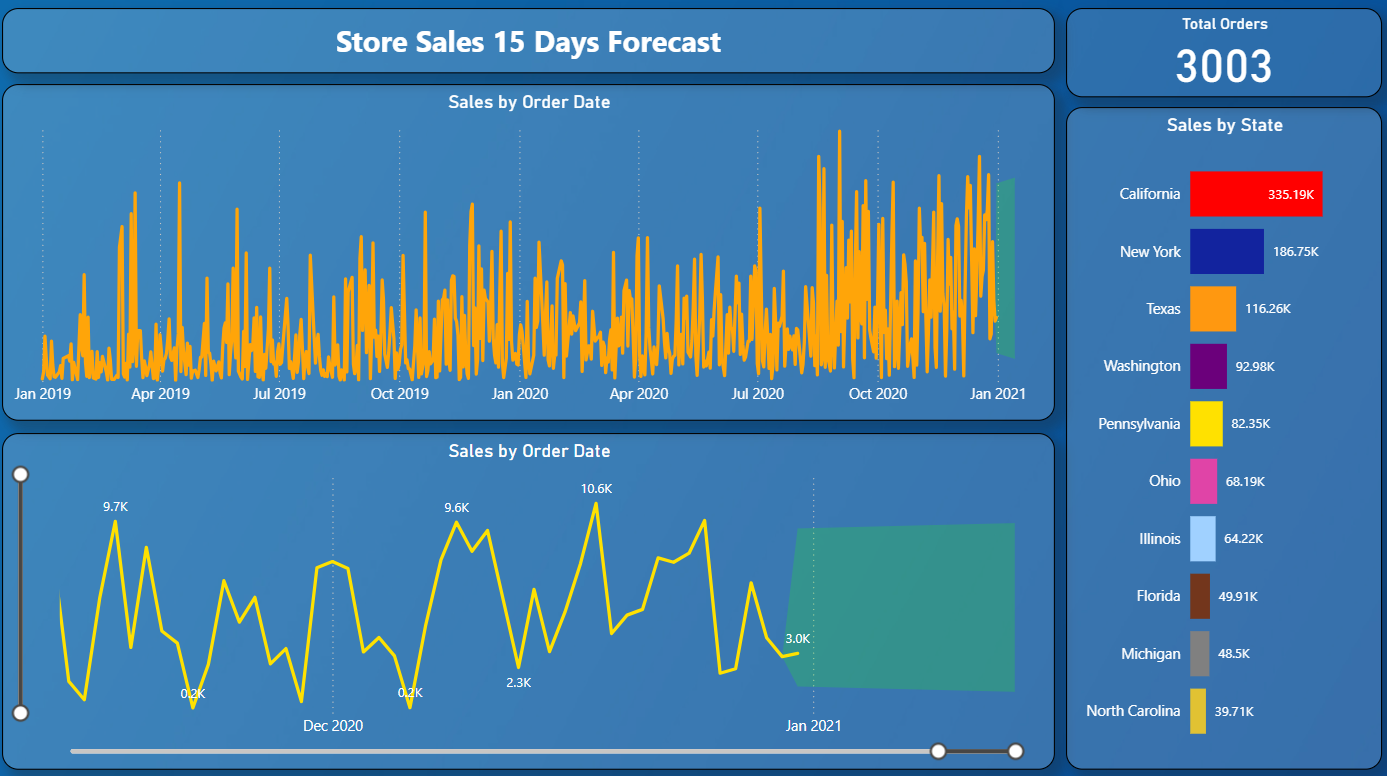 Store Sales 15 Days Forecast
Total Orders
3003
Sales by Order Date
Jan 2019
Apr 2019
Jul 2019
Oct 2019
Jan 2020
Apr 2020
Jul 2020
Oct 2020
Jan 2021
Sales by Order Date
9.7K
0.2K
0.2K
9.6K
2.3K
10.6K
3.0K
Dec 2020
Jan 2021
Sales by State
California 335.19K
New York 186.75K
Texas 116.26K
Washington 92.98K
Pennsylvania 82.35K
Ohio 68.19K
Illinois 64.22K
Florida 49.91K
Michigan 48.5K
North Carolina 39.71K